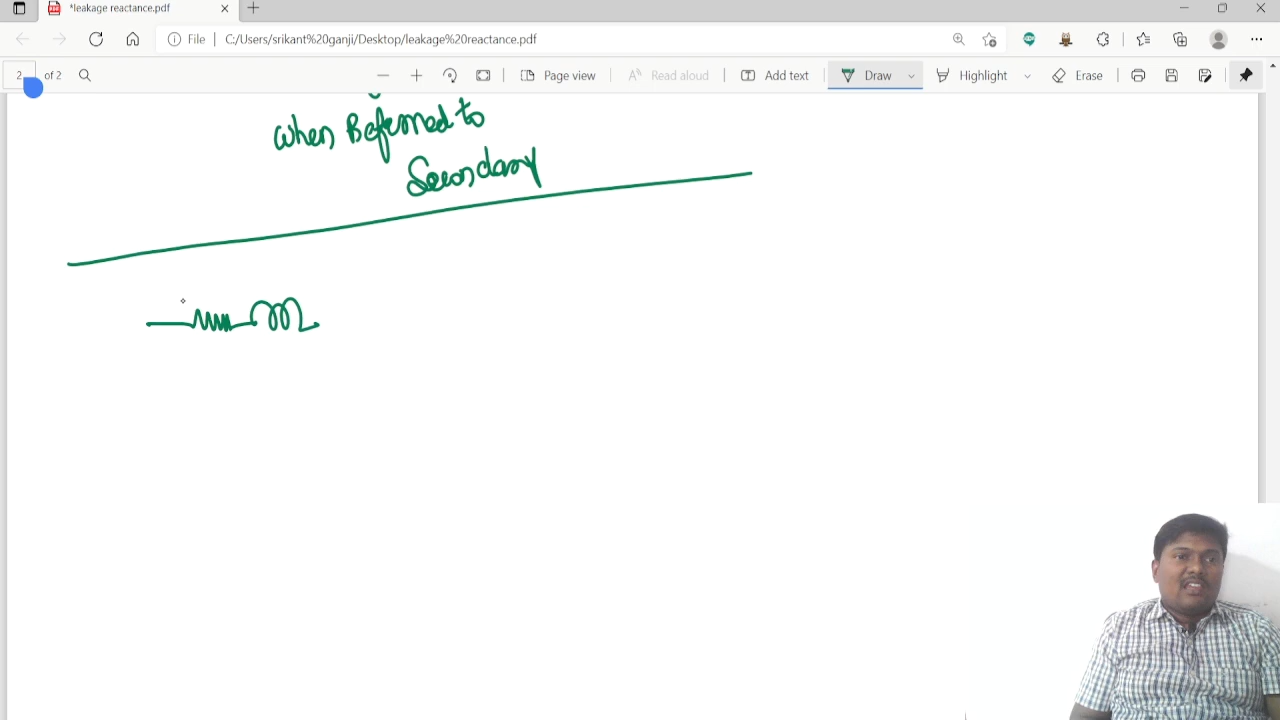 *leakage reactance.pdf
File | C:/Users/srikant%20ganji/Desktop/leakage%20reactance.pdf
2 of 2 Page view Read aloud Add text Draw Highlight Erase
when Referred to
Secondary